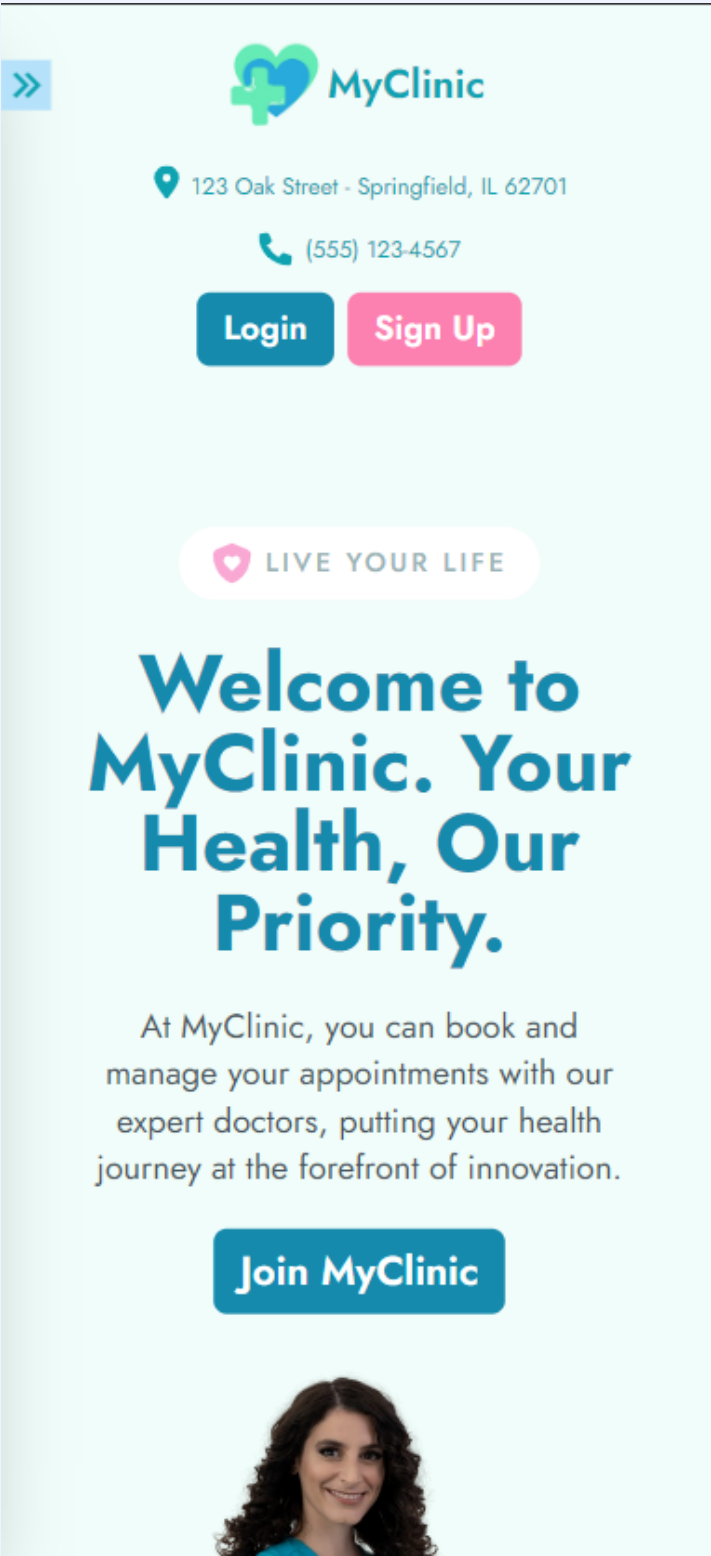 MyClinic
123 Oak Street - Springfield, IL 62701
(555) 123-4567
Login Sign Up
LIVE YOUR LIFE
Welcome to
MyClinic. Your
Health, Our
Priority.
At MyClinic, you can book and
manage your appointments with our
expert doctors, putting your health
journey at the forefront of innovation.
Join MyClinic